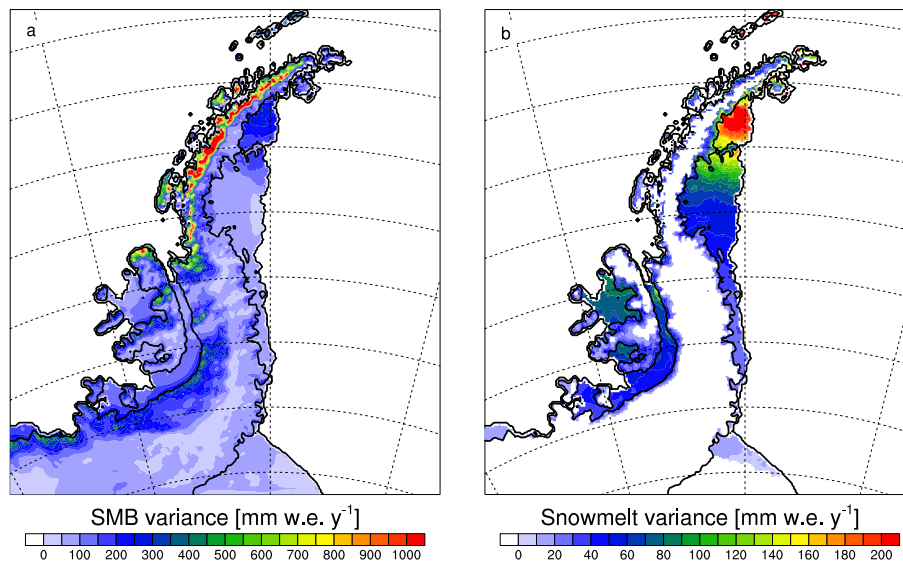 a
b
SMB variance [mm w.e. y⁻¹]
0 100 200 300 400 500 600 700 800 900 1000
Snowmelt variance [mm w.e. y⁻¹]
0 20 40 60 80 100 120 140 160 180 200